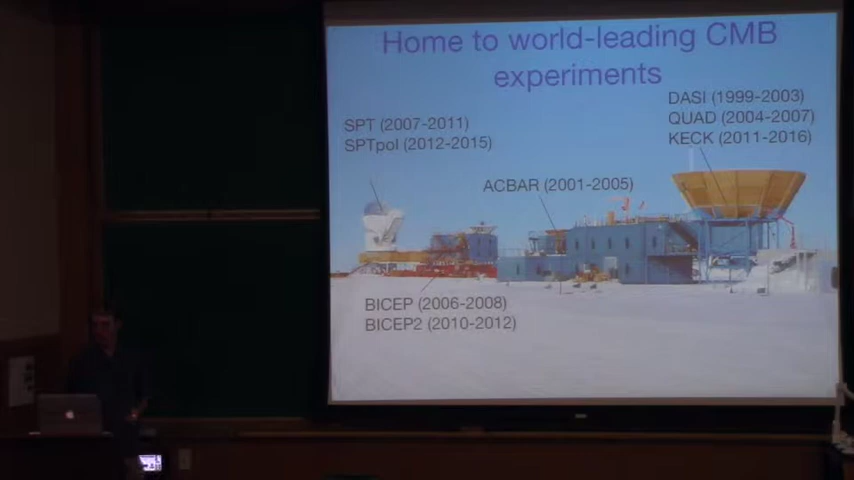 Home to world-leading CMB
experiments
DASI (1999-2003)
QUAD (2004-2007)
KECK (2011-2016)
SPT (2007-2011)
SPTpol (2012-2015)
ACBAR (2001-2005)
BICEP (2006-2008)
BICEP2 (2010-2012)